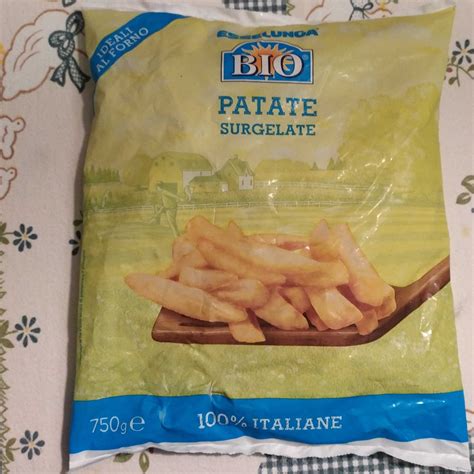 IDEALI
AL FORNO
ESSELUNGA
BIO
PATATE
SURGELATE
750g e
100% ITALIANE